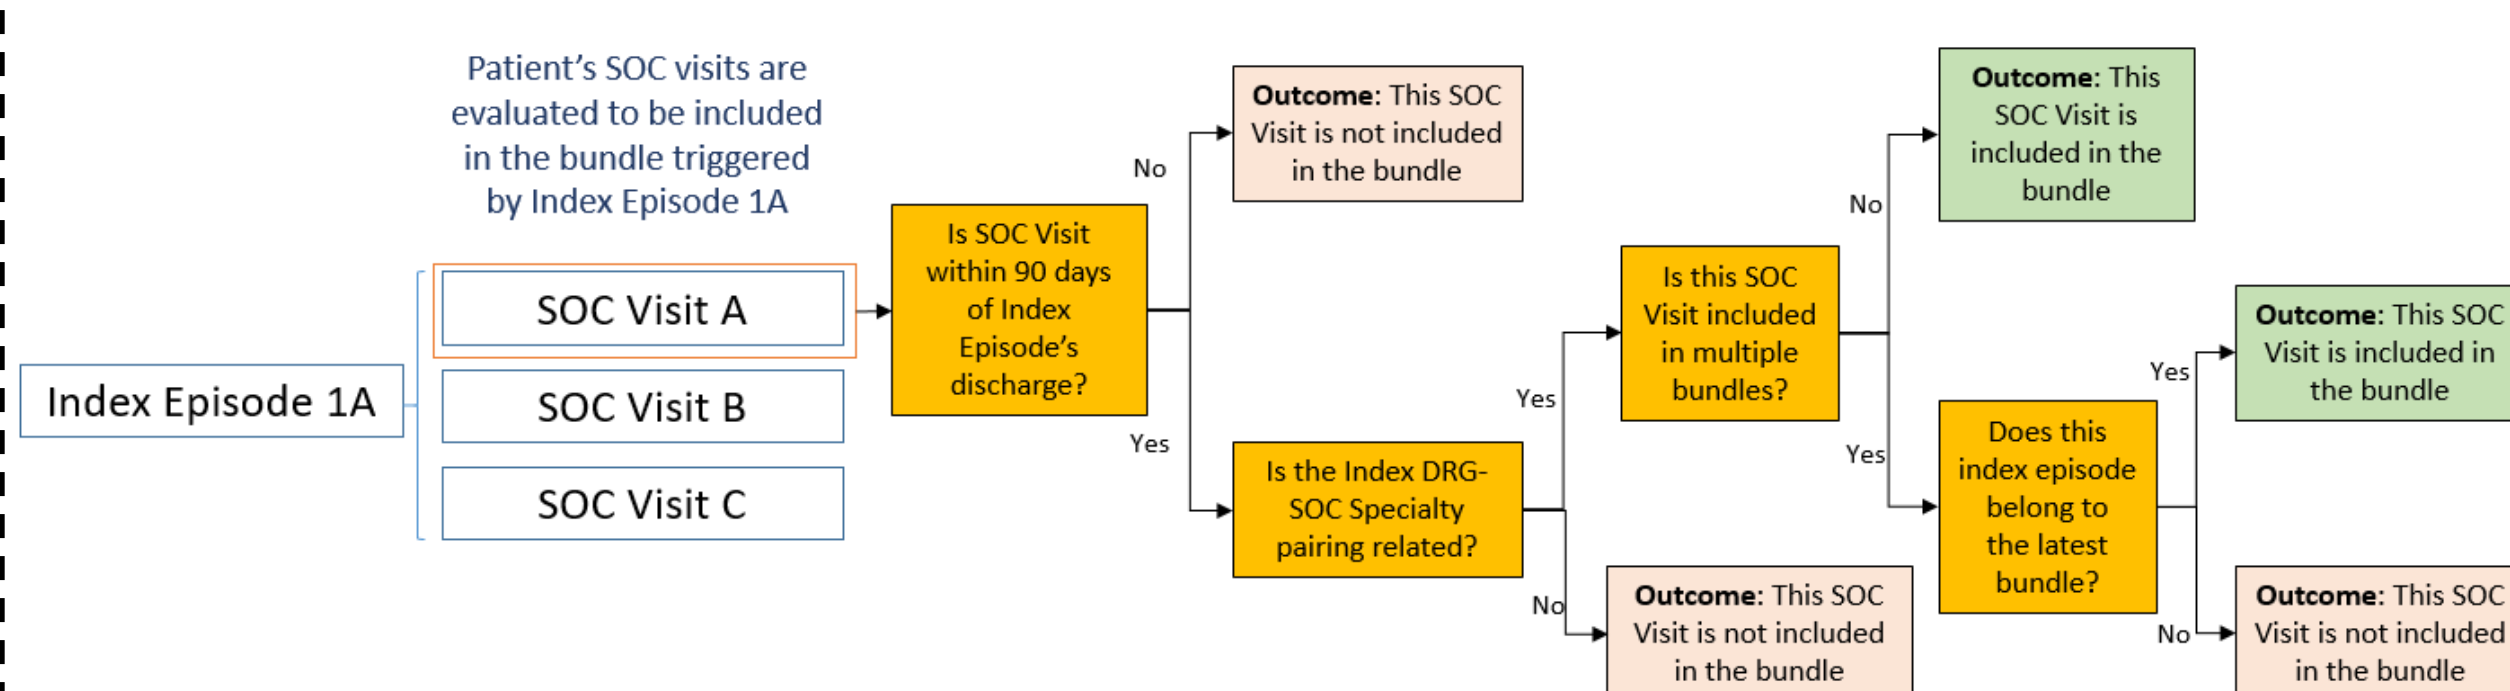 Patient’s SOC visits are
evaluated to be included
in the bundle triggered
by Index Episode 1A
Index Episode 1A
SOC Visit A
SOC Visit B
SOC Visit C
Is SOC Visit
within 90 days
of Index
Episode’s
discharge?
No
Outcome: This SOC
Visit is not included
in the bundle
Yes
Is the Index DRG-
SOC Specialty
pairing related?
Yes
Is this SOC
Visit included
in multiple
bundles?
No
Outcome: This SOC
Visit is not included
in the bundle
No
Outcome: This
SOC Visit is
included in the
bundle
Yes
Does this
index episode
belong to
the latest
bundle?
Yes
Outcome: This SOC
Visit is included in
the bundle
No
Outcome: This SOC
Visit is not included
in the bundle